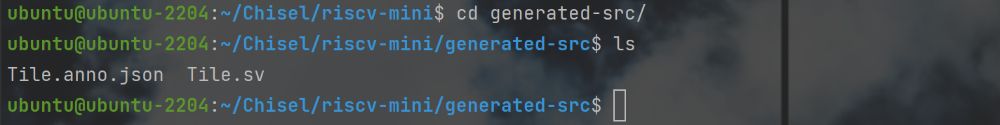 ubuntu@ubuntu-2204:~/Chisel/riscv-mini$ cd generated-src/
ubuntu@ubuntu-2204:~/Chisel/riscv-mini/generated-src$ ls
Tile.anno.json  Tile.sv
ubuntu@ubuntu-2204:~/Chisel/riscv-mini/generated-src$